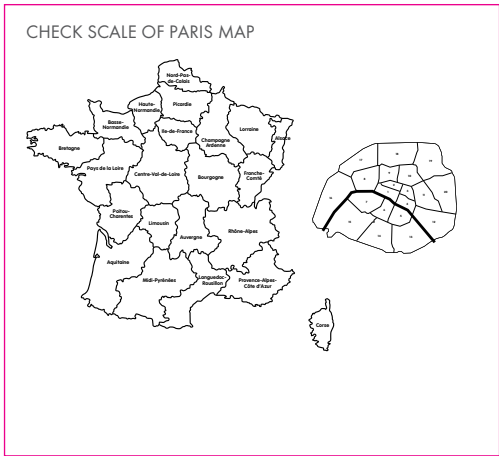 CHECK SCALE OF PARIS MAP
Nord-Pas-
de-Calais
Haute-
Normandie
Picardie
Basse-
Normandie
Ile-de-France
Lorraine
Alsace
Champagne
Ardenne
Bretagne
Pays de la Loire
Centre-Val-de-Loire
Bourgogne
Franche-
Comté
Poitou-
Charentes
Limousin
Auvergne
Rhône-Alpes
Aquitaine
Midi-Pyrénées
Languedoc-
Rousillon
Provence-Alpes-
Côte d'Azur
Corse